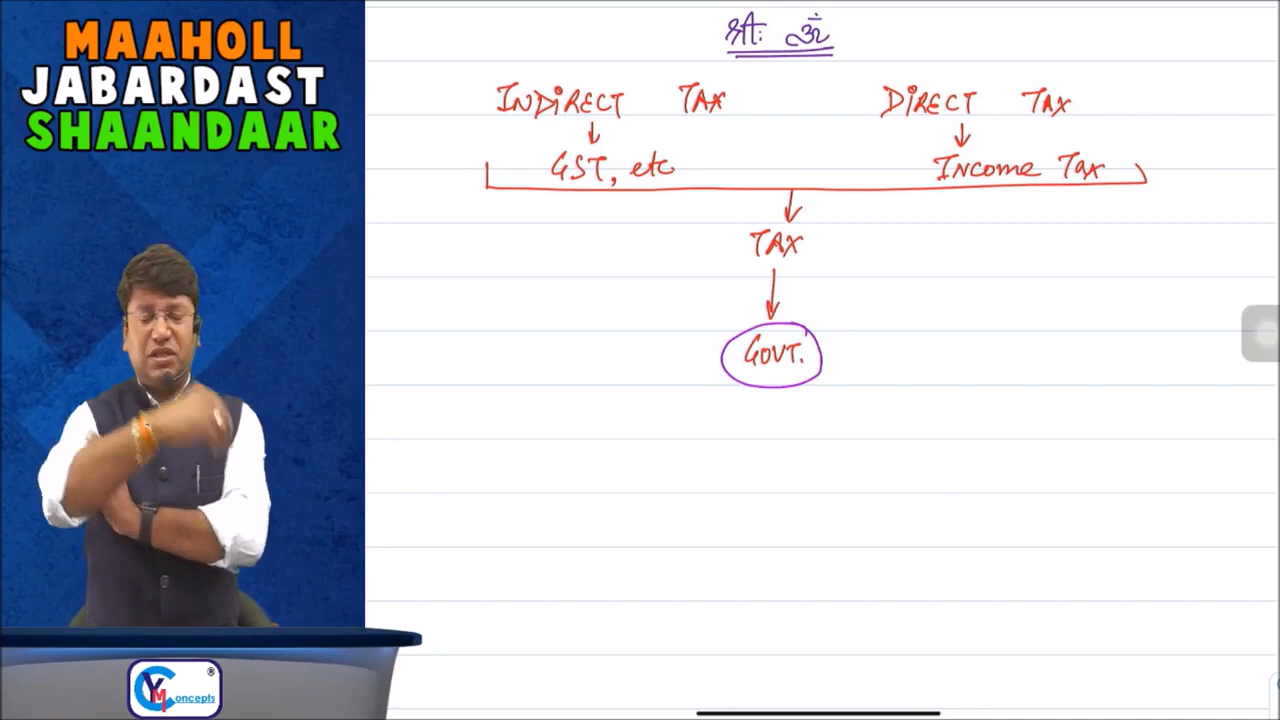 MAAHOLL
JABARDAST
SHAANDAAR
INDIRECT TAX
DIRECT TAX
GST, etc
Income Tax
TAX
GOVT.
YM Concepts ®